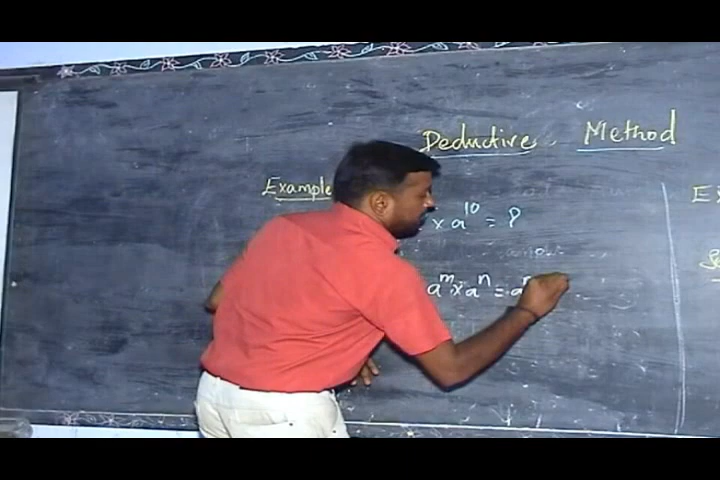 Deductive Method
Example
x a¹⁰ = ?
aᵐ x aⁿ = a